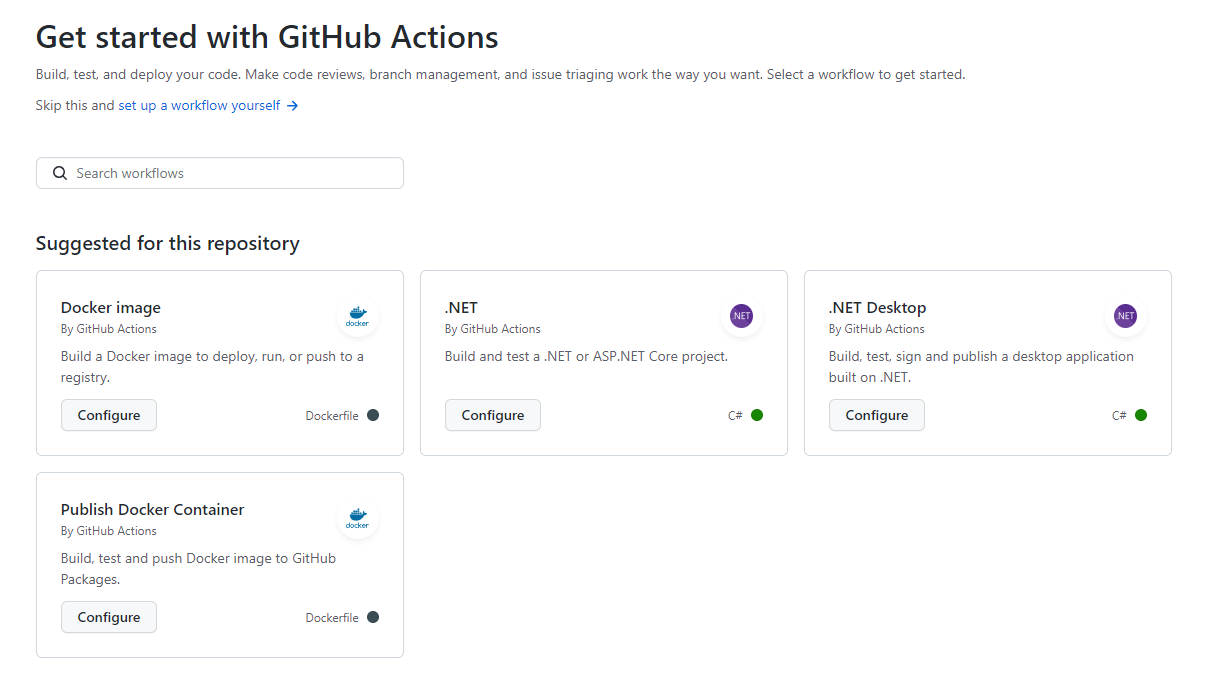 Get started with GitHub Actions
Build, test, and deploy your code. Make code reviews, branch management, and issue triaging work the way you want. Select a workflow to get started.
Skip this and set up a workflow yourself →
Search workflows
Suggested for this repository
Docker image
By GitHub Actions
docker
Build a Docker image to deploy, run, or push to a
registry.
Configure
Dockerfile
.NET
By GitHub Actions
.NET
Build and test a .NET or ASP.NET Core project.
Configure
C#
.NET Desktop
By GitHub Actions
.NET
Build, test, sign and publish a desktop application
built on .NET.
Configure
C#
Publish Docker Container
By GitHub Actions
docker
Build, test and push Docker image to GitHub
Packages.
Configure
Dockerfile